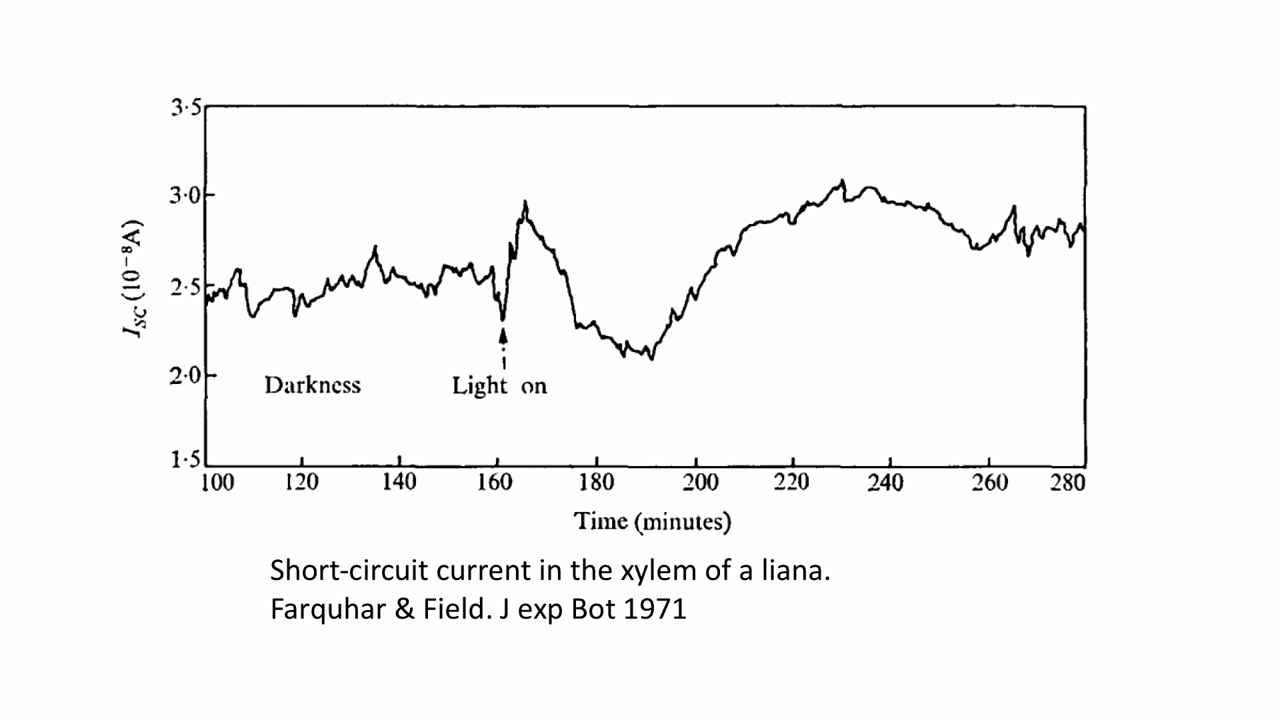 3·5
3·0
2·5
2·0
1·5
I_SC (10⁻⁸A)
Darkness
Light on
100 120 140 160 180 200 220 240 260 280
Time (minutes)
Short-circuit current in the xylem of a liana.
Farquhar & Field. J exp Bot 1971